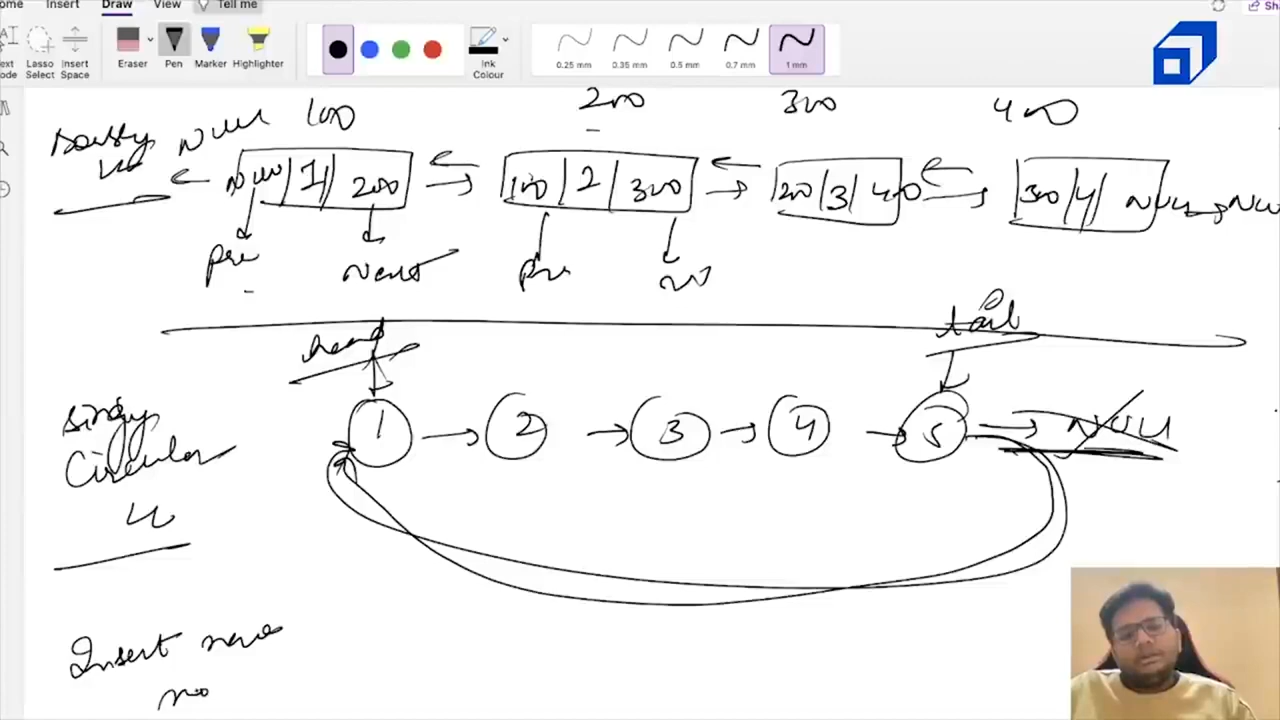 Insert Draw View Tell me
Eraser Pen Marker Highlighter
Lasso Select Insert Space
0.25 mm 0.35 mm 0.5 mm 0.7 mm 1 mm
Ink Colour
Sha
100 200 300 400
Doubly LL
Null
Null 1 200
100 2 300
200 3 400
300 4 NULL
pre Next pre
head tail
Singly
Circular
LL
1 2 3 4 5 NULL
Insert new
no